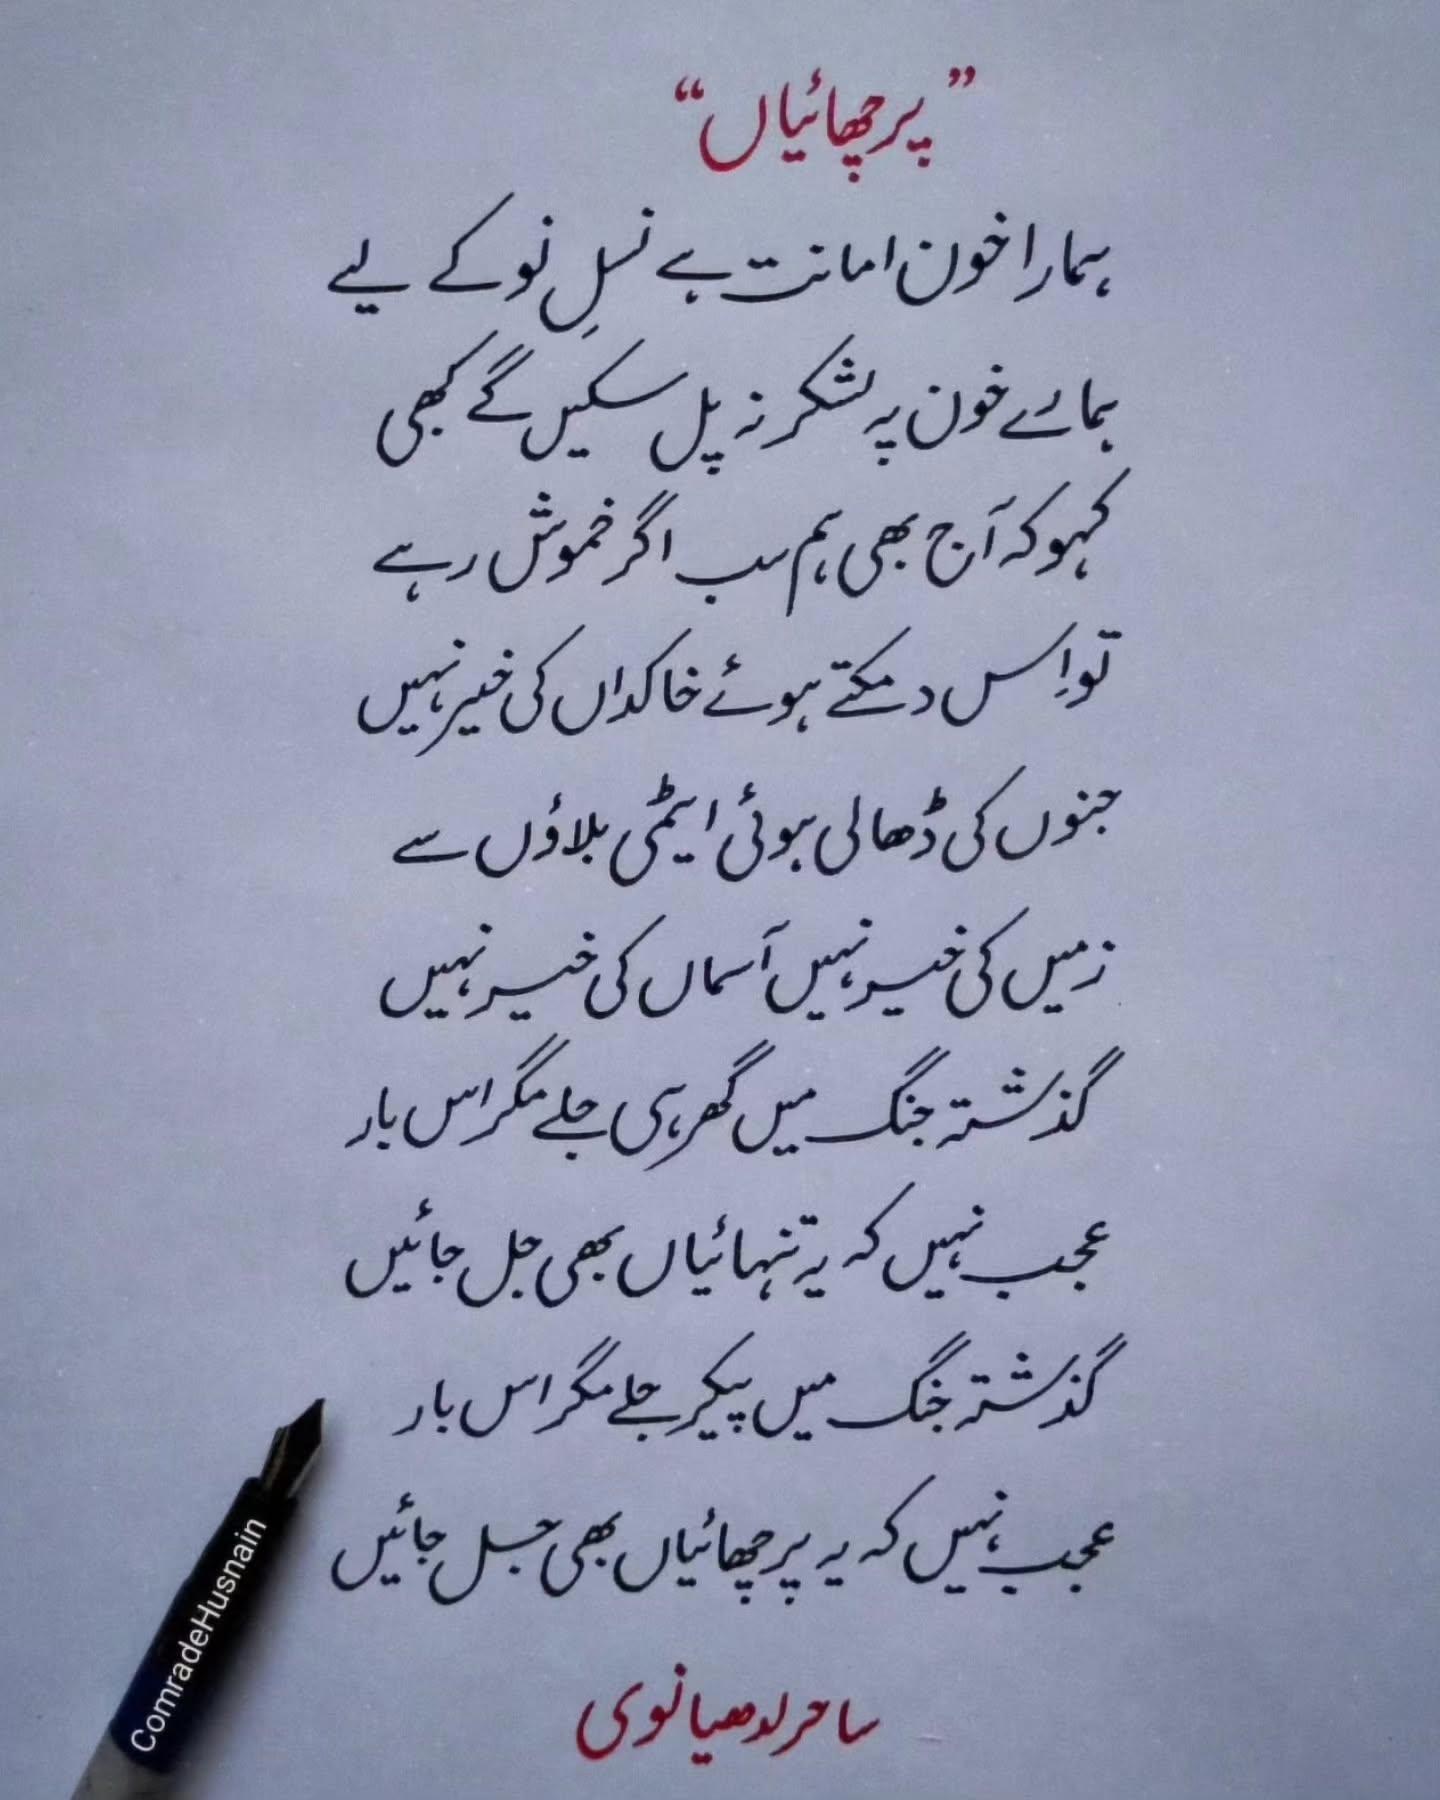 ”پرچھائیاں“
ہمارا خون امانت ہے نسلِ نو کے لیے
ہمارے خون پہ لشکر نہ پل سکیں گے کبھی
کہو کہ آج بھی ہم سب اگر خموش رہے
تو اِس دمکتے ہوئے خاکداں کی خیر نہیں
جنوں کی ڈھالی ہوئی ایٹمی بلاؤں سے
زمیں کی خیر نہیں آسماں کی خیر نہیں
گذشتہ جنگ میں گھر ہی جلے مگر اس بار
عجب نہیں کہ یہ تنہائیاں بھی جل جائیں
گذشتہ جنگ میں پیکر جلے مگر اس بار
عجب نہیں کہ یہ پرچھائیاں بھی جل جائیں
ساحر لدھیانوی
ComradeHusnain